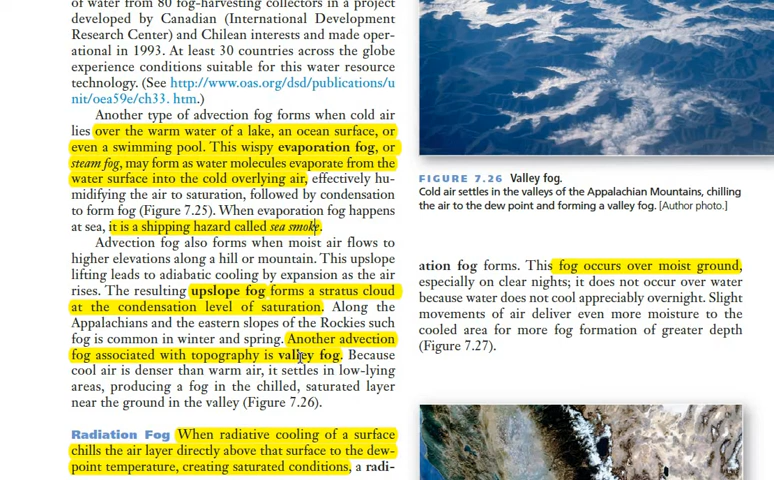 of water from 80 fog-harvesting collectors in a project
developed by Canadian (International Development
Research Center) and Chilean interests and made oper-
ational in 1993. At least 30 countries across the globe
experience conditions suitable for this water resource
technology. (See http://www.oas.org/dsd/publications/u
nit/oea59e/ch33. htm.)
Another type of advection fog forms when cold air
lies over the warm water of a lake, an ocean surface, or
even a swimming pool. This wispy evaporation fog, or
steam fog, may form as water molecules evaporate from the
water surface into the cold overlying air, effectively hu-
midifying the air to saturation, followed by condensation
to form fog (Figure 7.25). When evaporation fog happens
at sea, it is a shipping hazard called sea smoke.
Advection fog also forms when moist air flows to
higher elevations along a hill or mountain. This upslope
lifting leads to adiabatic cooling by expansion as the air
rises. The resulting upslope fog forms a stratus cloud
at the condensation level of saturation. Along the
Appalachians and the eastern slopes of the Rockies such
fog is common in winter and spring. Another advection
fog associated with topography is valley fog. Because
cool air is denser than warm air, it settles in low-lying
areas, producing a fog in the chilled, saturated layer
near the ground in the valley (Figure 7.26).
Radiation Fog When radiative cooling of a surface
chills the air layer directly above that surface to the dew-
point temperature, creating saturated conditions, a radi-
FIGURE 7.26 Valley fog.
Cold air settles in the valleys of the Appalachian Mountains, chilling
the air to the dew point and forming a valley fog. [Author photo.]
ation fog forms. This fog occurs over moist ground,
especially on clear nights; it does not occur over water
because water does not cool appreciably overnight. Slight
movements of air deliver even more moisture to the
cooled area for more fog formation of greater depth
(Figure 7.27).